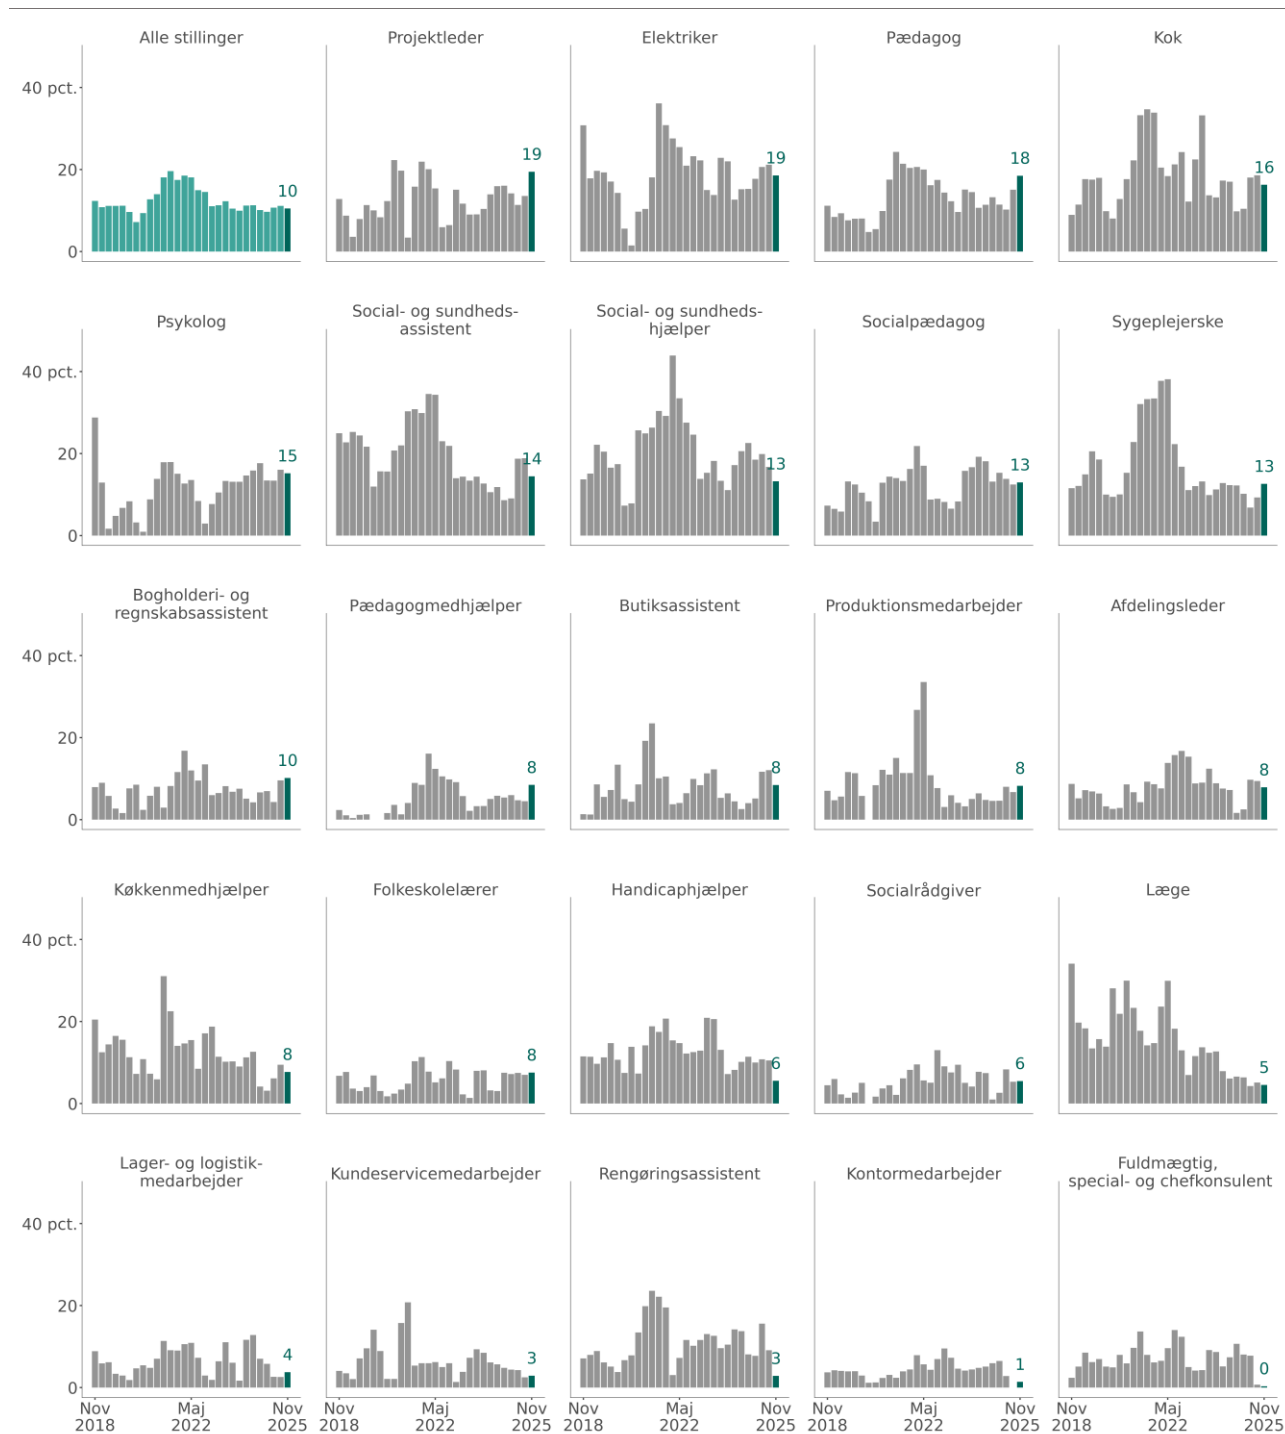 Alle stillinger
Projektleder
Elektriker
Pædagog
Kok
40 pct.
20
0
10
19
19
18
16
Psykolog
Social- og sundheds-
assistent
Social- og sundheds-
hjælper
Socialpædagog
Sygeplejerske
40 pct.
20
0
15
14
13
13
13
Bogholderi- og
regnskabsassistent
Pædagogmedhjælper
Butiksassistent
Produktionsmedarbejder
Afdelingsleder
40 pct.
20
0
10
8
8
8
8
Køkkenmedhjælper
Folkeskolelærer
Handicaphjælper
Socialrådgiver
Læge
40 pct.
20
0
8
8
6
6
5
Lager- og logistik-
medarbejder
Kundeservicemedarbejder
Rengøringsassistent
Kontormedarbejder
Fuldmægtig,
special- og chefkonsulent
40 pct.
20
0
4
3
3
1
0
Nov
2018
Maj
2022
Nov
2025
Nov
2018
Maj
2022
Nov
2025
Nov
2018
Maj
2022
Nov
2025
Nov
2018
Maj
2022
Nov
2025
Nov
2018
Maj
2022
Nov
2025